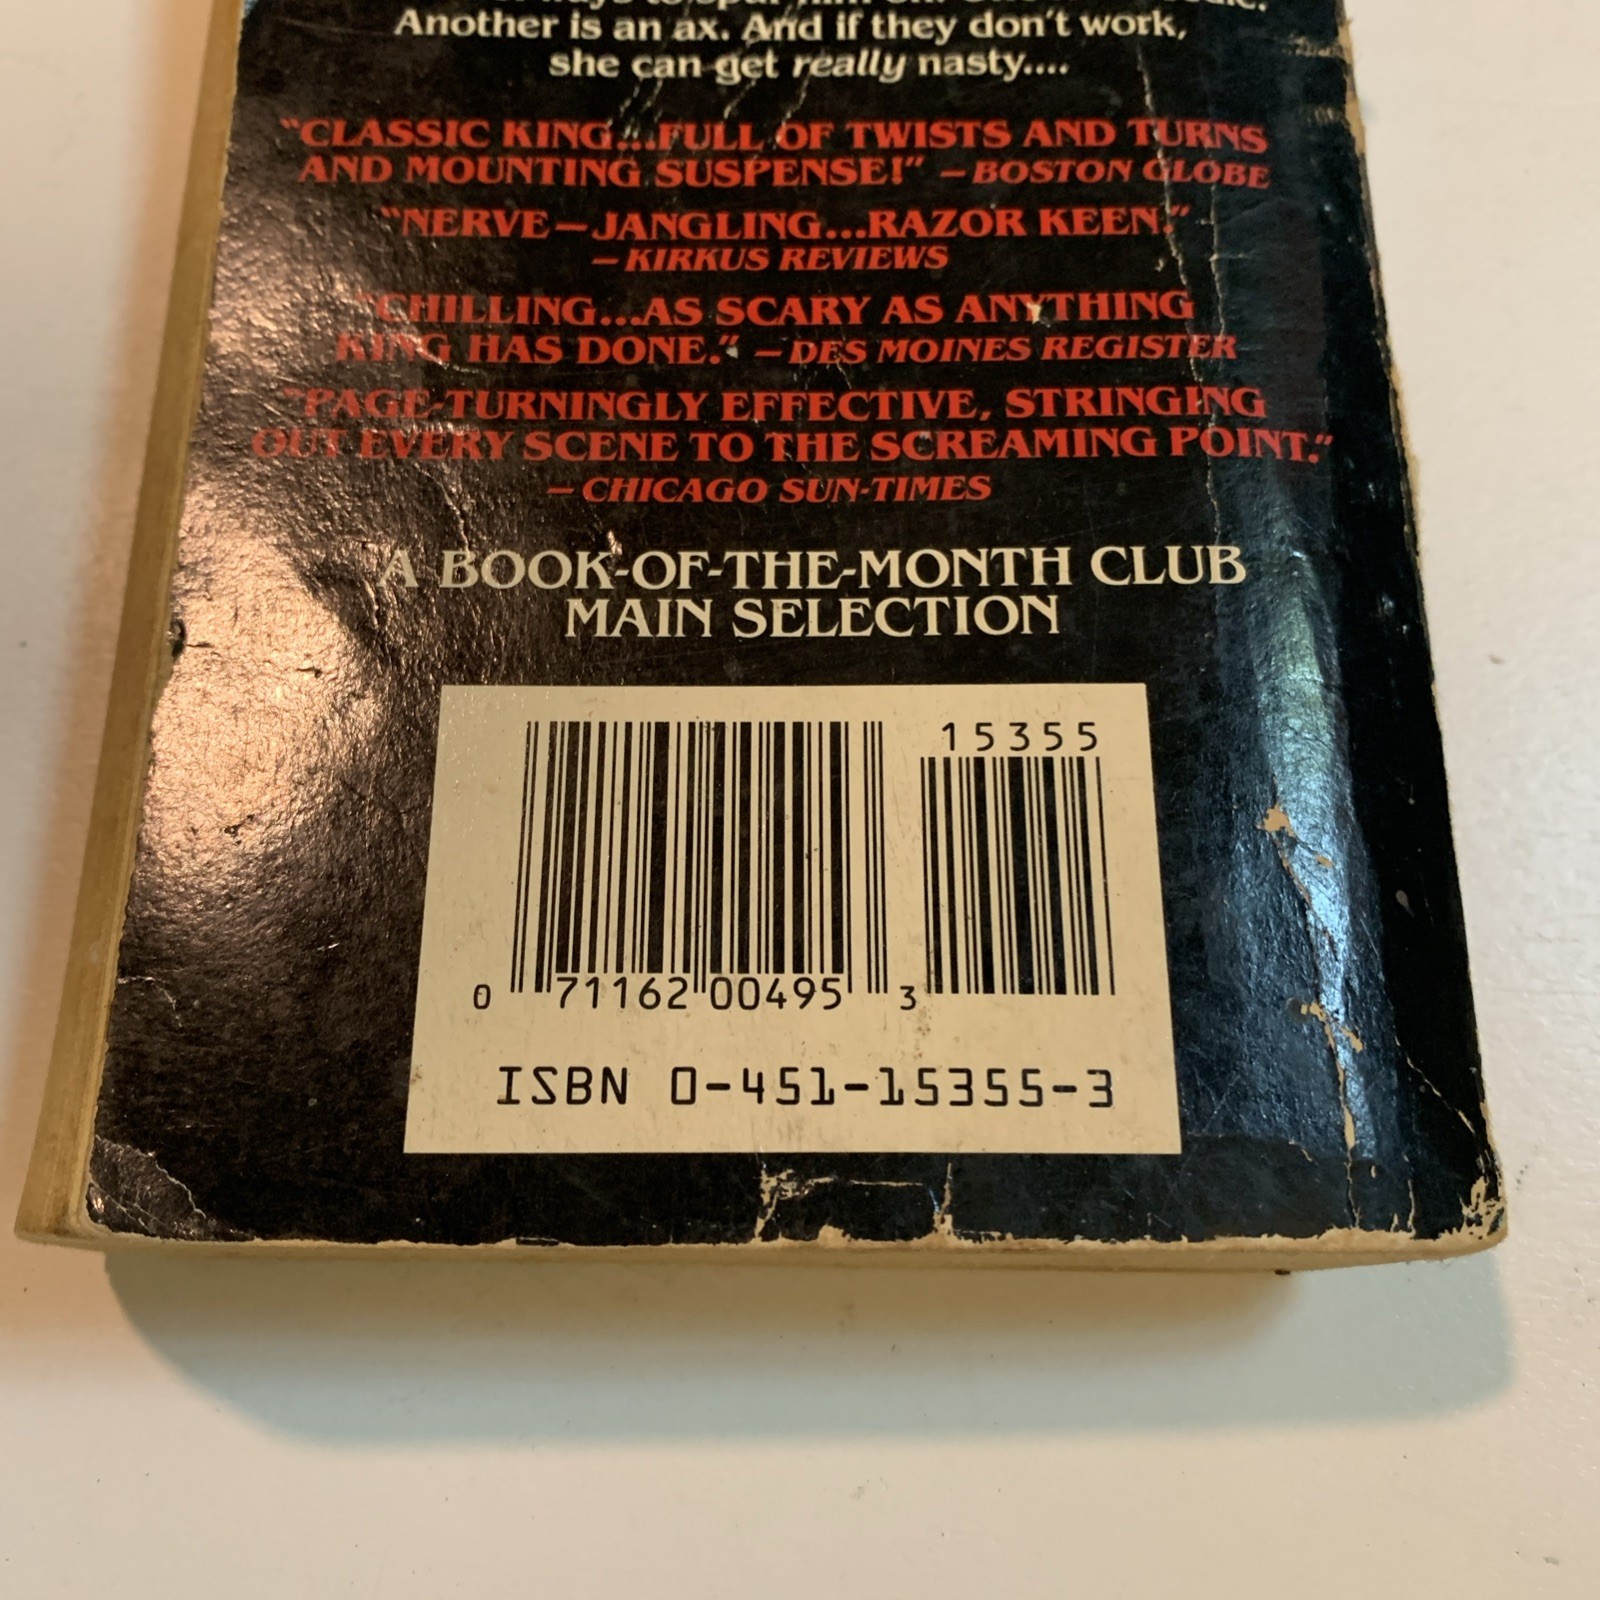 Another is an ax. And if they don't work,
she can get really nasty....
"CLASSIC KING...FULL OF TWISTS AND TURNS
AND MOUNTING SUSPENSE!" —BOSTON GLOBE
"NERVE—JANGLING...RAZOR KEEN."
—KIRKUS REVIEWS
"CHILLING...AS SCARY AS ANYTHING
KING HAS DONE." —DES MOINES REGISTER
"PAGE-TURNINGLY EFFECTIVE, STRINGING
OUT EVERY SCENE TO THE SCREAMING POINT."
—CHICAGO SUN-TIMES
A BOOK-OF-THE-MONTH CLUB
MAIN SELECTION
15355
0 71162 00495 3
ISBN 0-451-15355-3